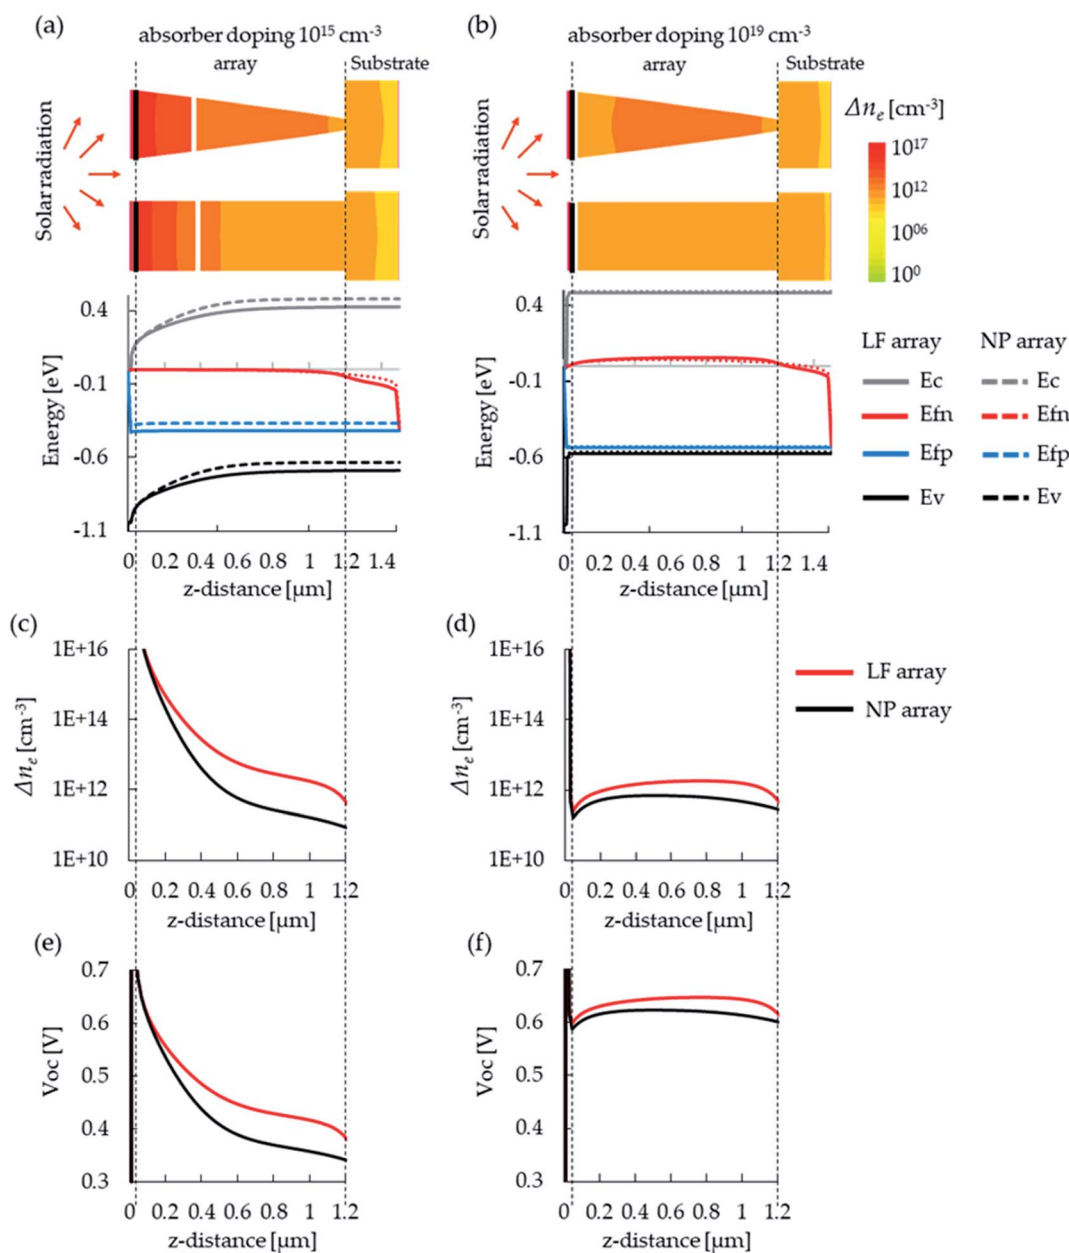 (a)
absorber doping 10¹⁵ cm⁻³
array
Substrate
Solar radiation
(b)
absorber doping 10¹⁹ cm⁻³
array
Substrate
Solar radiation
Δnₑ [cm⁻³]
10¹⁷
10¹²
10⁰⁶
10⁰
Energy [eV]
0.4
-0.1
-0.6
-1.1
0 0.2 0.4 0.6 0.8 1 1.2 1.4
z-distance [µm]
Energy [eV]
0.4
-0.1
-0.6
-1.1
0 0.2 0.4 0.6 0.8 1 1.2 1.4
z-distance [µm]
LF array NP array
Ec Ec
Efn Efn
Efp Efp
Ev Ev
(c)
Δnₑ [cm⁻³]
1E+16
1E+14
1E+12
1E+10
0 0.2 0.4 0.6 0.8 1 1.2
z-distance [µm]
(d)
Δnₑ [cm⁻³]
1E+16
1E+14
1E+12
1E+10
0 0.2 0.4 0.6 0.8 1 1.2
z-distance [µm]
LF array
NP array
(e)
Voc [V]
0.7
0.6
0.5
0.4
0.3
0 0.2 0.4 0.6 0.8 1 1.2
z-distance [µm]
(f)
Voc [V]
0.7
0.6
0.5
0.4
0.3
0 0.2 0.4 0.6 0.8 1 1.2
z-distance [µm]